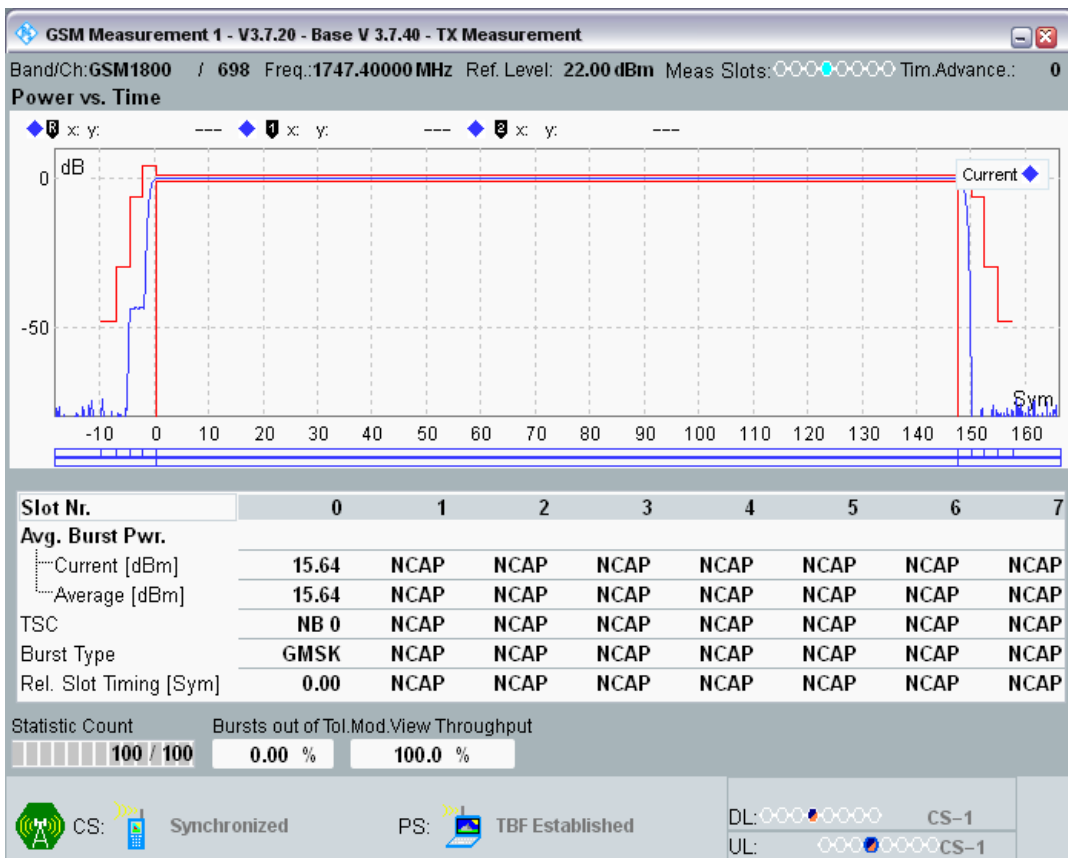 GSM Measurement 1 - V3.7.20 - Base V 3.7.40 - TX Measurement
Band/Ch:GSM1800 / 698 Freq.:1747.40000 MHz Ref. Level: 22.00 dBm Meas Slots: Tim.Advance.: 0
Power vs. Time
R x: y: --- 1 x: y: --- 2 x: y: ---
dB
Current
0
-50
Sym
-10 0 10 20 30 40 50 60 70 80 90 100 110 120 130 140 150 160
Slot Nr. 0 1 2 3 4 5 6 7
Avg. Burst Pwr.
Current [dBm] 15.64 NCAP NCAP NCAP NCAP NCAP NCAP NCAP
Average [dBm] 15.64 NCAP NCAP NCAP NCAP NCAP NCAP NCAP
TSC NB 0 NCAP NCAP NCAP NCAP NCAP NCAP NCAP
Burst Type GMSK NCAP NCAP NCAP NCAP NCAP NCAP NCAP
Rel. Slot Timing [Sym] 0.00 NCAP NCAP NCAP NCAP NCAP NCAP NCAP
Statistic Count Bursts out of Tol.Mod.View Throughput
100 / 100 0.00 % 100.0 %
CS: Synchronized PS: TBF Established
DL: CS-1
UL: CS-1